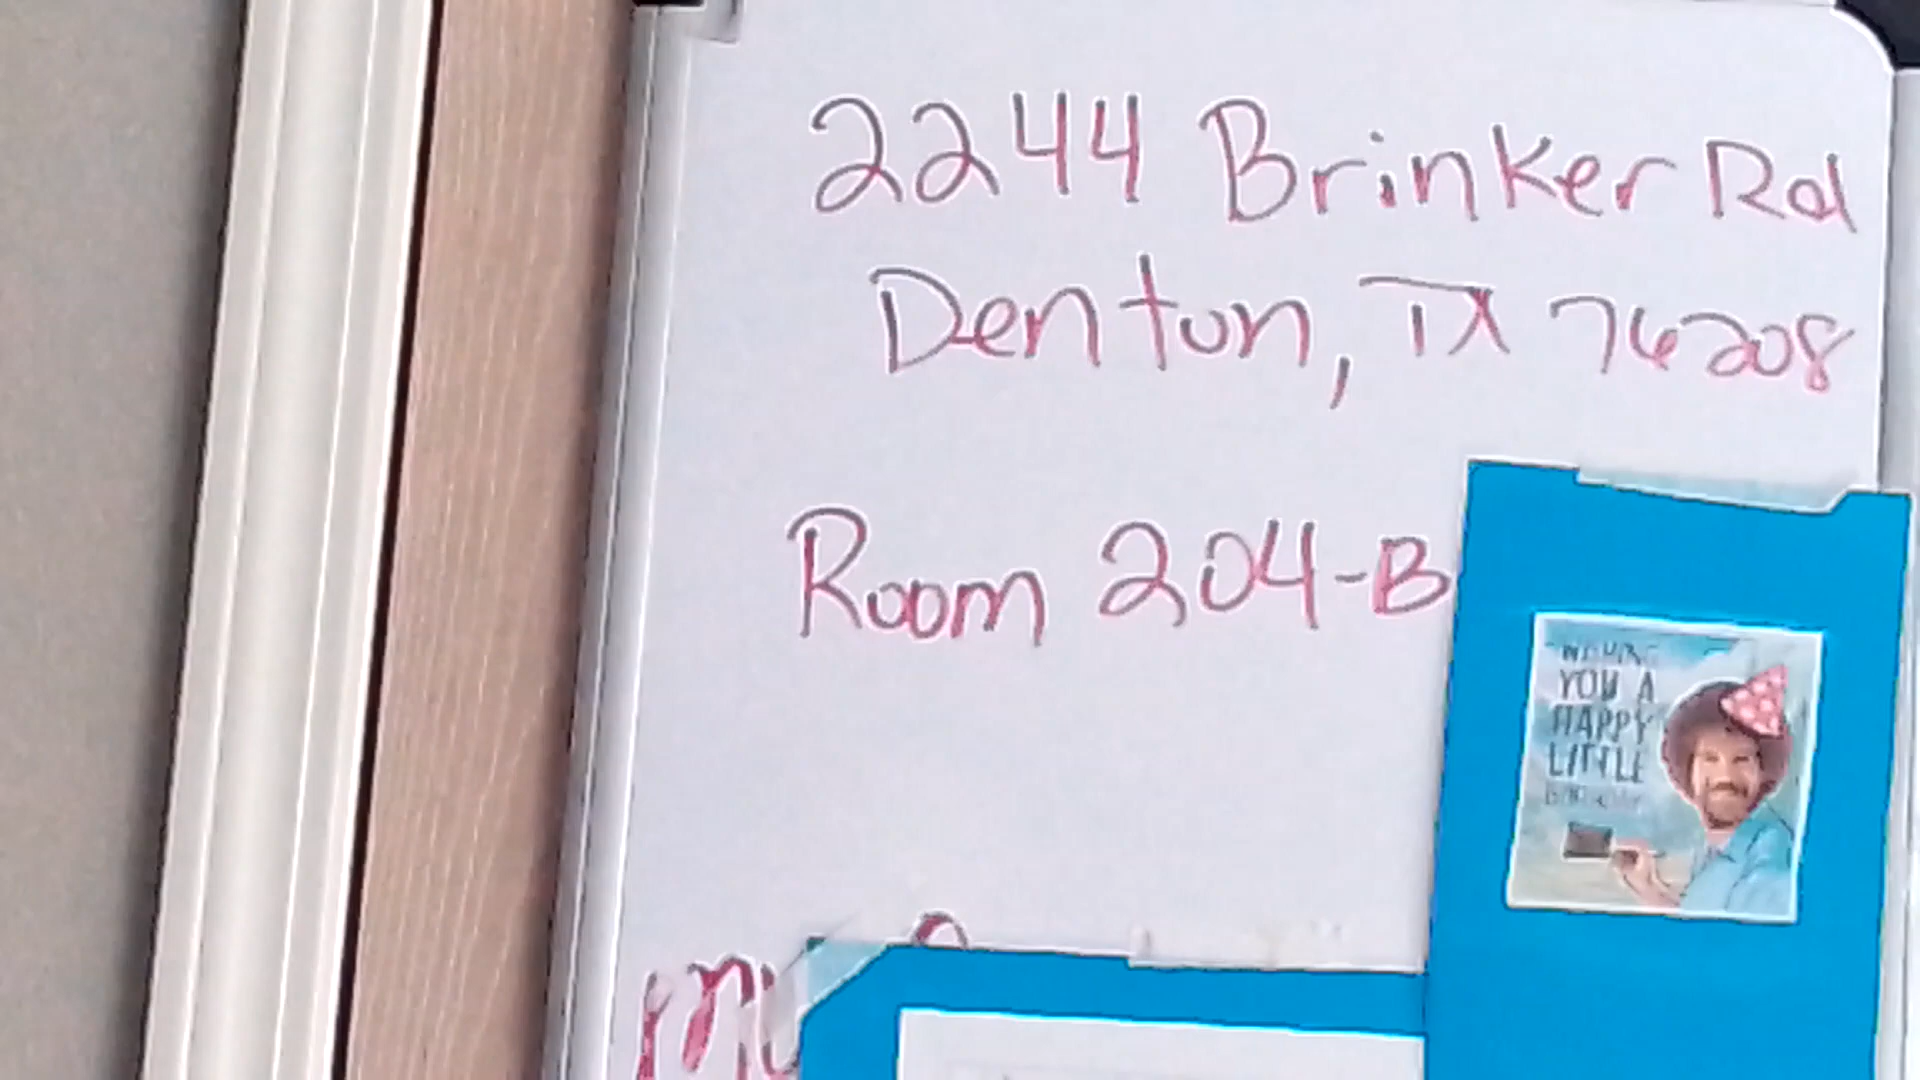 2244 Brinker Rd
Denton, TX 76208
Room 204-B
YOU A
HAPPY
LITTLE